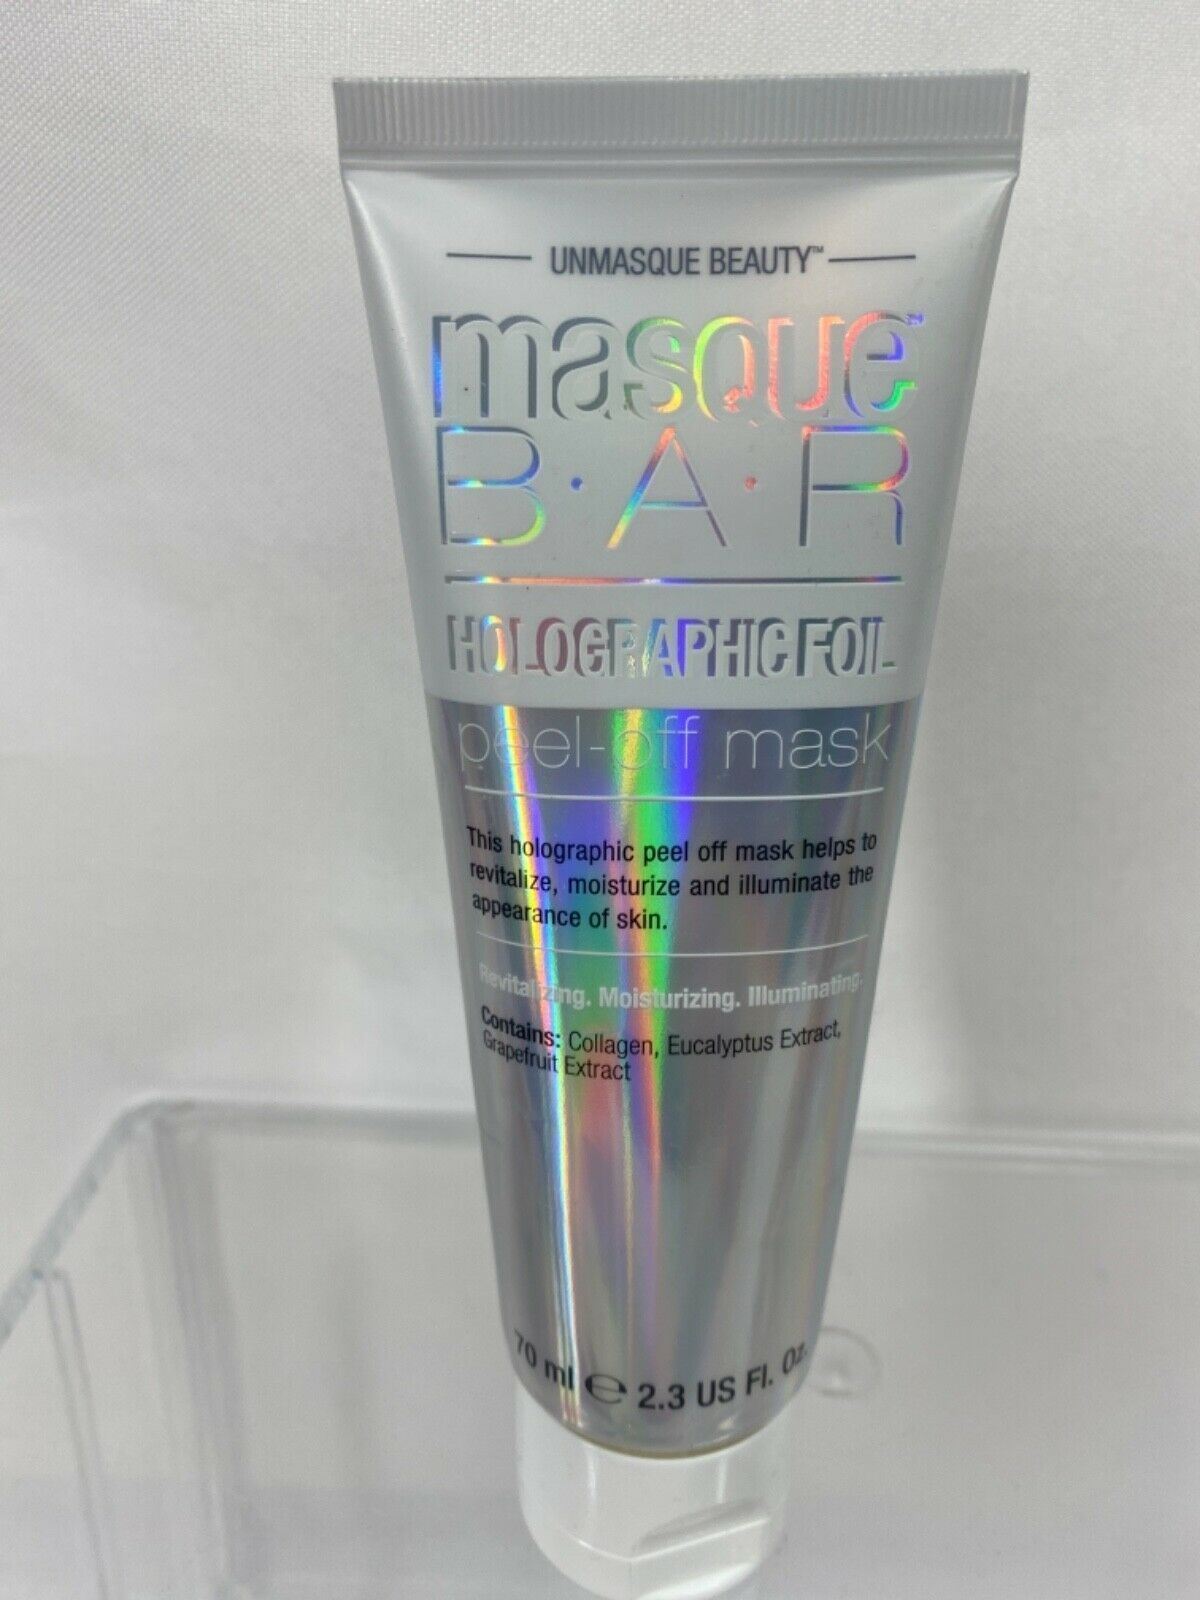 UNMASQUE BEAUTY™
masque™
B·A·R
HOLOGRAPHIC FOIL
peel-off mask
This holographic peel off mask helps to
revitalize, moisturize and illuminate the
appearance of skin.
Revitalizing. Moisturizing. Illuminating.
Contains: Collagen, Eucalyptus Extract,
Grapefruit Extract
70 ml ℮ 2.3 US Fl. Oz.